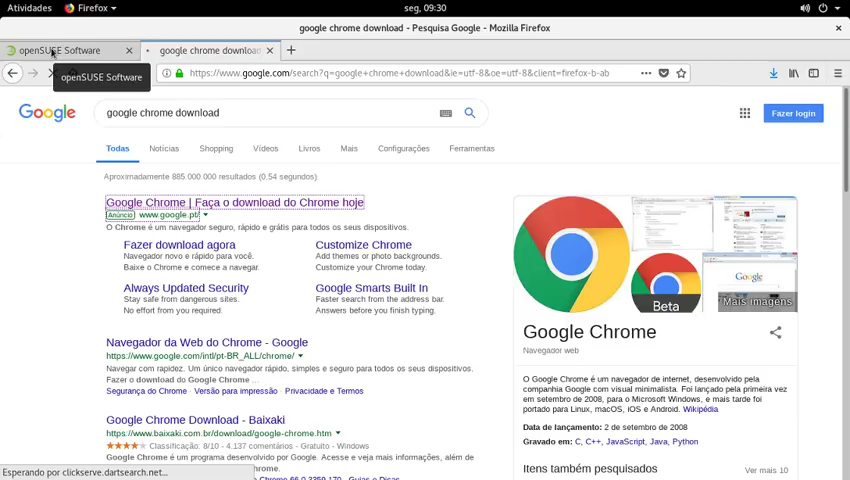 Atividades Firefox seg, 09:30
google chrome download - Pesquisa Google - Mozilla Firefox
openSUSE Software google chrome download
openSUSE Software
https://www.google.com/search?q=google+chrome+download&ie=utf-8&oe=utf-8&client=firefox-b-ab
Google google chrome download Fazer login
Todas Notícias Shopping Vídeos Livros Mais Configurações Ferramentas
Aproximadamente 885 000 000 resultados (0,54 segundos)
Google Chrome | Faça o download do Chrome hoje
Anúncio www.google.pt/
O Chrome é um navegador seguro, rápido e grátis para todos os seus dispositivos.
Fazer download agora
Navegador novo e rápido para você.
Baixe o Chrome e comece a navegar.
Customize Chrome
Add themes or photo backgrounds.
Customize your Chrome today.
Always Updated Security
Stay safe from dangerous sites.
No effort from you required.
Google Smarts Built In
Faster search from the address bar.
Answers before you finish typing.
Navegador da Web do Chrome - Google
https://www.google.com/intl/pt-BR_ALL/chrome/
Navegar com rapidez. Um único navegador rápido, simples e seguro para todos os seus dispositivos.
Fazer o download do Google Chrome ...
Segurança do Chrome · Versão para impressão · Privacidade e Termos
Google Chrome Download - Baixaki
https://www.baixaki.com.br/download/google-chrome.htm
Classificação: 8/10 - 4.137 comentários - Gratuito - Windows
Google Chrome é um programa desenvolvido por Google. Acesse e veja mais informações, além de
Esperando por clickserve.dartsearch.net...
Beta
Google
Mais imagens
Google Chrome
Navegador web
O Google Chrome é um navegador de internet, desenvolvido pela
companhia Google com visual minimalista. Foi lançado pela primeira vez
em setembro de 2008, para o Microsoft Windows, e mais tarde foi
portado para Linux, macOS, iOS e Android. Wikipédia
Data de lançamento: 2 de setembro de 2008
Gravado em: C, C++, JavaScript, Java, Python
Itens também pesquisados Ver mais 10